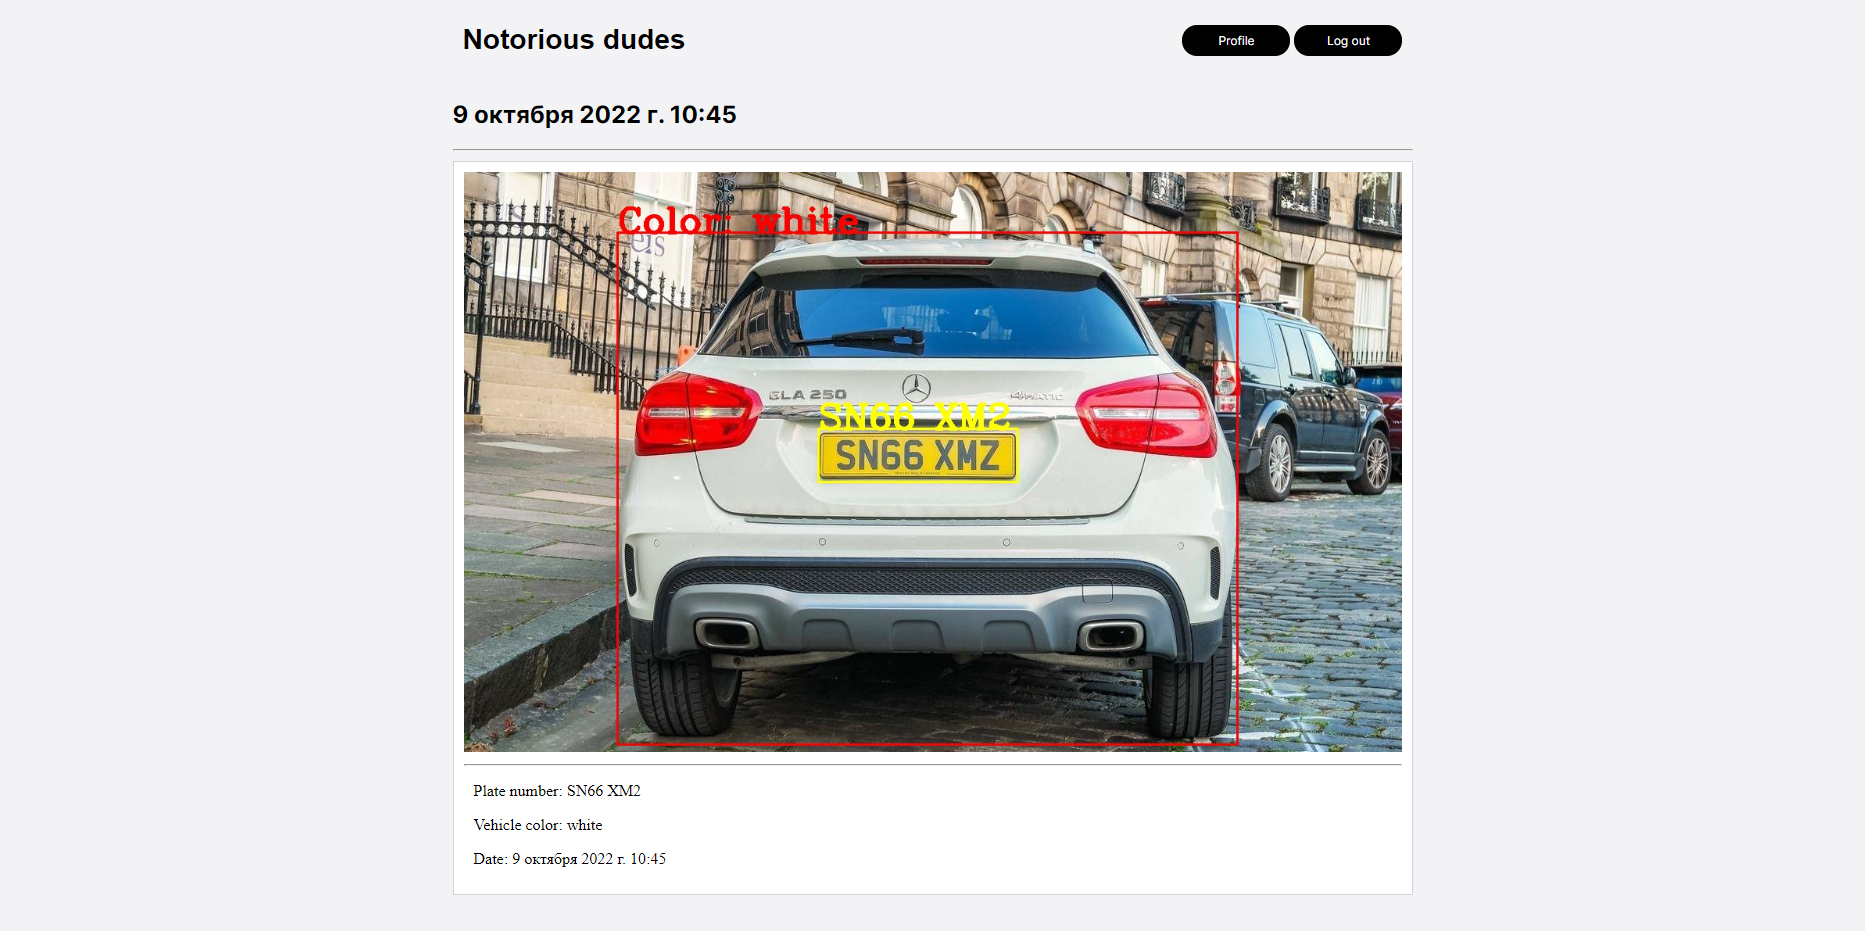 Notorious dudes
Profile
Log out
9 октября 2022 г. 10:45
Color: white
eis
GLA 250
4MATIC
SN66 XM2
SN66 XMZ
Plate number: SN66 XM2
Vehicle color: white
Date: 9 октября 2022 г. 10:45